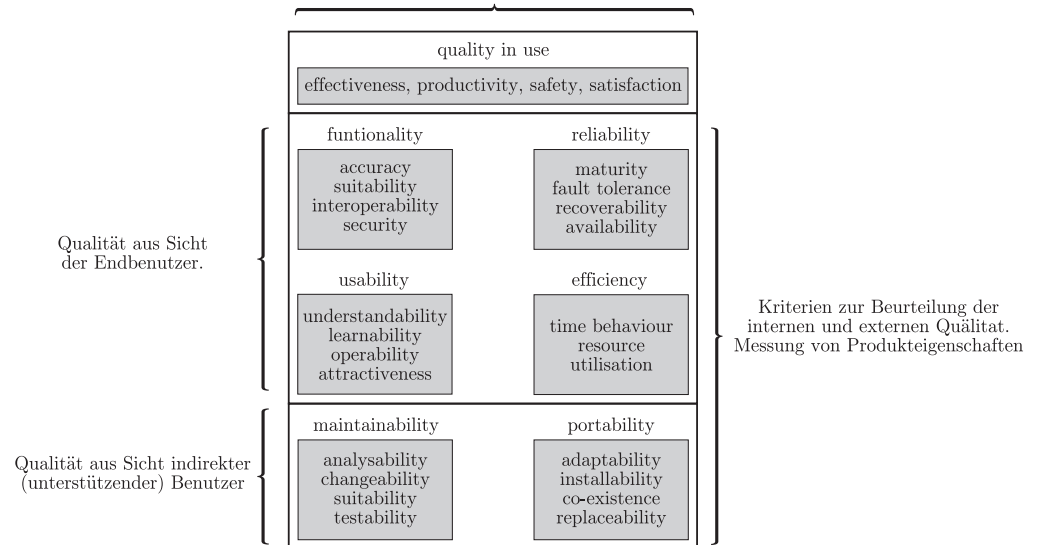 quality in use
effectiveness, productivity, safety, satisfaction
funtionality
accuracy
suitability
interoperability
security
reliability
maturity
fault tolerance
recoverability
availability
Qualität aus Sicht
der Endbenutzer.
usability
understandability
learnability
operability
attractiveness
efficiency
time behaviour
resource
utilisation
Kriterien zur Beurteilung der
internen und externen Quälitat.
Messung von Produkteigenschaften
Qualität aus Sicht indirekter
(unterstützender) Benutzer
maintainability
analysability
changeability
suitability
testability
portability
adaptability
installability
co-existence
replaceability